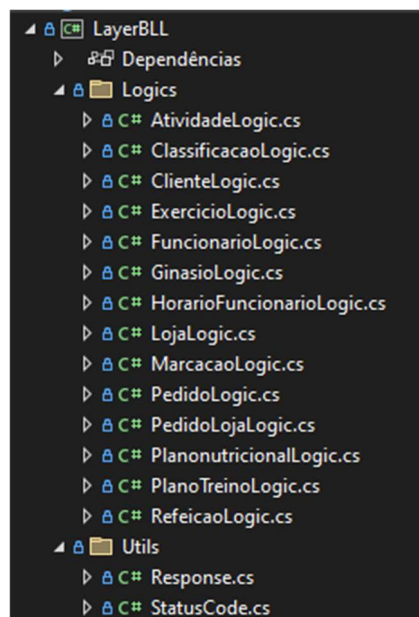 C# LayerBLL
Dependências
Logics
C# AtividadeLogic.cs
C# ClassificacaoLogic.cs
C# ClienteLogic.cs
C# ExercicioLogic.cs
C# FuncionarioLogic.cs
C# GinasioLogic.cs
C# HorarioFuncionarioLogic.cs
C# LojaLogic.cs
C# MarcacaoLogic.cs
C# PedidoLogic.cs
C# PedidoLojaLogic.cs
C# PlanonutricionalLogic.cs
C# PlanoTreinoLogic.cs
C# RefeicaoLogic.cs
Utils
C# Response.cs
C# StatusCode.cs